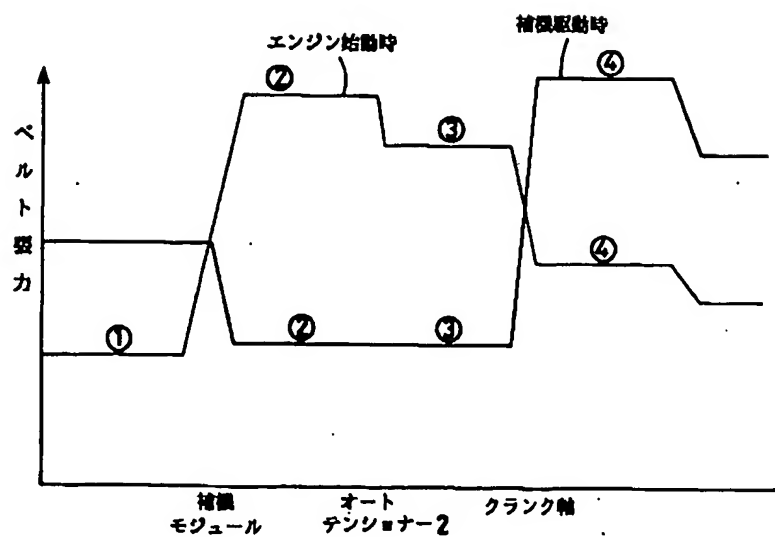 エンジン始動時
補機駆動時
② ④
③
ベルト張力
④
① ② ③
補機
モジュール
オート
テンショナー2
クランク軸